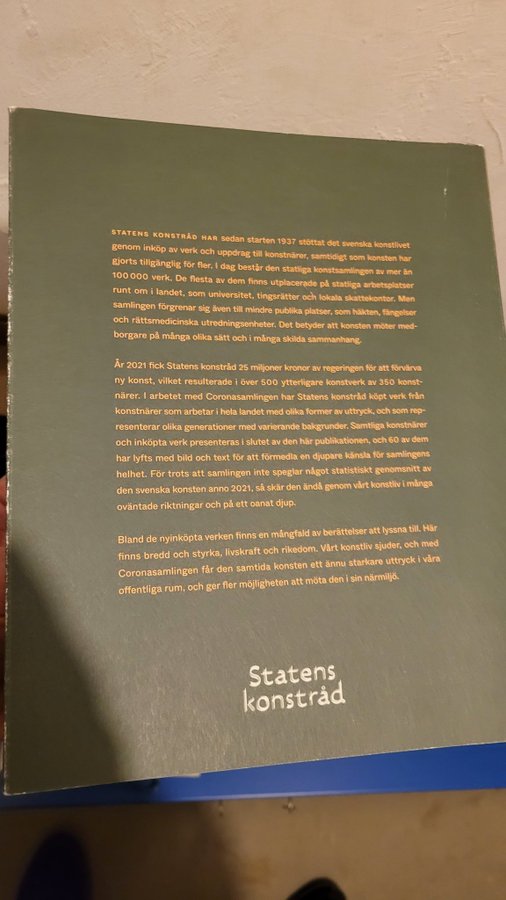 STATENS KONSTRÅD HAR sedan starten 1937 stöttat det svenska konstlivet
genom inköp av verk och uppdrag till konstnärer, samtidigt som konsten har
gjorts tillgänglig för fler. I dag består den statliga konstsamlingen av mer än
100 000 verk. De flesta av dem finns utplacerade på statliga arbetsplatser
runt om i landet, som universitet, tingsrätter och lokala skattekontor. Men
samlingen förgrenar sig även till mindre publika platser, som häkten, fängelser
och rättsmedicinska utredningsenheter. Det betyder att konsten möter med-
borgare på många olika sätt och i många skilda sammanhang.
År 2021 fick Statens konstråd 25 miljoner kronor av regeringen för att förvärva
ny konst, vilket resulterade i över 500 ytterligare konstverk av 350 konst-
närer. I arbetet med Coronasamlingen har Statens konstråd köpt verk från
konstnärer som arbetar i hela landet med olika former av uttryck, och som rep-
resenterar olika generationer med varierande bakgrunder. Samtliga konstnärer
och inköpta verk presenteras i slutet av den här publikationen, och 60 av dem
har lyfts med bild och text för att förmedla en djupare känsla för samlingens
helhet. För trots att samlingen inte speglar något statistiskt genomsnitt av
den svenska konsten anno 2021, så skär den ändå genom vårt konstliv i många
oväntade riktningar och på ett oanat djup.
Bland de nyinköpta verken finns en mångfald av berättelser att lyssna till. Här
finns bredd och styrka, livskraft och rikedom. Vårt konstliv sjuder, och med
Coronasamlingen får den samtida konsten ett ännu starkare uttryck i våra
offentliga rum, och ger fler möjligheten att möta den i sin närmiljö.
Statens
konstråd